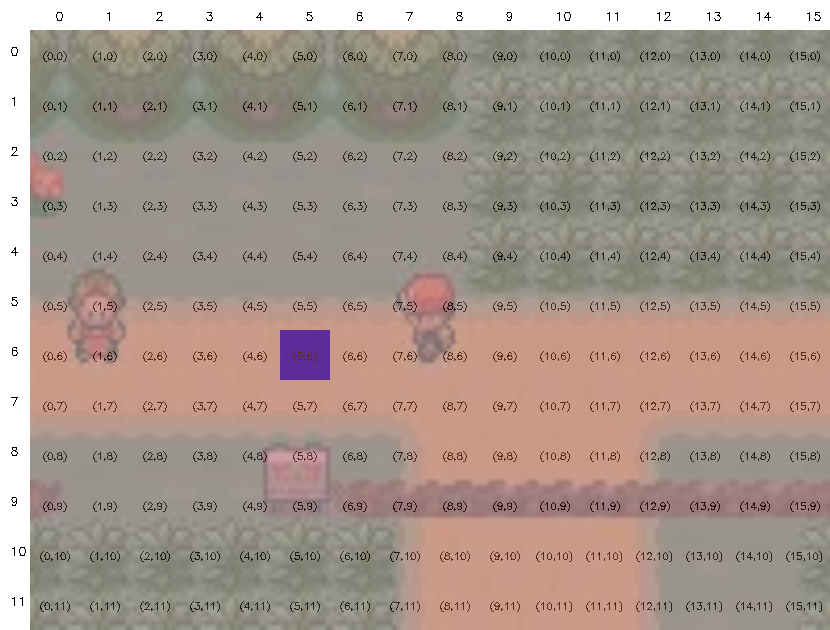 0 1 2 3 4 5 6 7 8 9 10 11 12 13 14 15
0 (0,0) (1,0) (2,0) (3,0) (4,0) (5,0) (6,0) (7,0) (8,0) (9,0) (10,0) (11,0) (12,0) (13,0) (14,0) (15,0)
1 (0,1) (1,1) (2,1) (3,1) (4,1) (5,1) (6,1) (7,1) (8,1) (9,1) (10,1) (11,1) (12,1) (13,1) (14,1) (15,1)
2 (0,2) (1,2) (2,2) (3,2) (4,2) (5,2) (6,2) (7,2) (8,2) (9,2) (10,2) (11,2) (12,2) (13,2) (14,2) (15,2)
3 (0,3) (1,3) (2,3) (3,3) (4,3) (5,3) (6,3) (7,3) (8,3) (9,3) (10,3) (11,3) (12,3) (13,3) (14,3) (15,3)
4 (0,4) (1,4) (2,4) (3,4) (4,4) (5,4) (6,4) (7,4) (8,4) (9,4) (10,4) (11,4) (12,4) (13,4) (14,4) (15,4)
5 (0,5) (1,5) (2,5) (3,5) (4,5) (5,5) (6,5) (7,5) (8,5) (9,5) (10,5) (11,5) (12,5) (13,5) (14,5) (15,5)
6 (0,6) (1,6) (2,6) (3,6) (4,6) (5,6) (6,6) (7,6) (8,6) (9,6) (10,6) (11,6) (12,6) (13,6) (14,6) (15,6)
7 (0,7) (1,7) (2,7) (3,7) (4,7) (5,7) (6,7) (7,7) (8,7) (9,7) (10,7) (11,7) (12,7) (13,7) (14,7) (15,7)
8 (0,8) (1,8) (2,8) (3,8) (4,8) (5,8) (6,8) (7,8) (8,8) (9,8) (10,8) (11,8) (12,8) (13,8) (14,8) (15,8)
9 (0,9) (1,9) (2,9) (3,9) (4,9) (5,9) (6,9) (7,9) (8,9) (9,9) (10,9) (11,9) (12,9) (13,9) (14,9) (15,9)
10 (0,10) (1,10) (2,10) (3,10) (4,10) (5,10) (6,10) (7,10) (8,10) (9,10) (10,10) (11,10) (12,10) (13,10) (14,10) (15,10)
11 (0,11) (1,11) (2,11) (3,11) (4,11) (5,11) (6,11) (7,11) (8,11) (9,11) (10,11) (11,11) (12,11) (13,11) (14,11) (15,11)